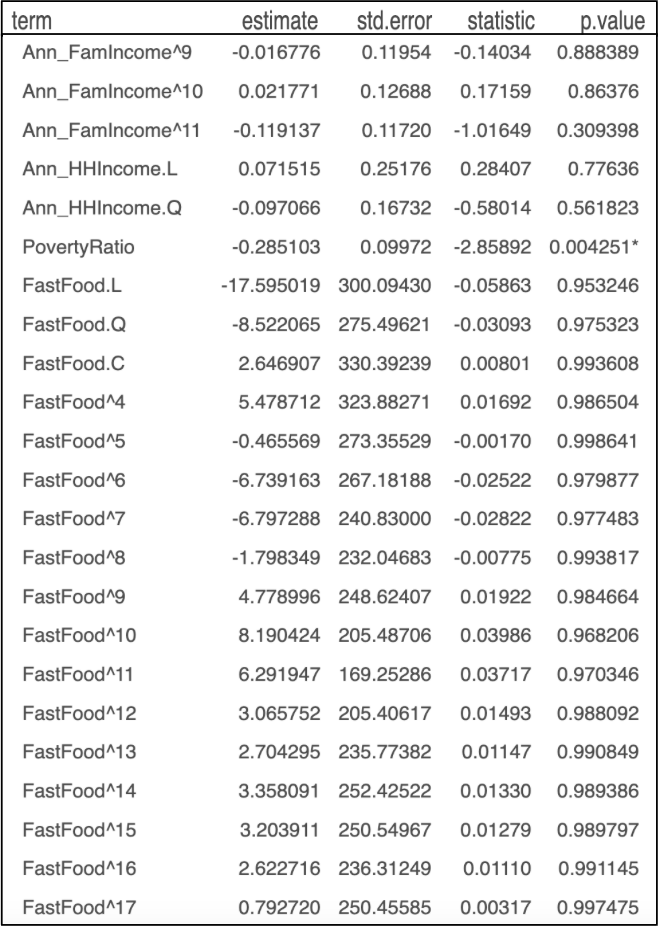 term estimate std.error statistic p.value
Ann_FamIncome^9 -0.016776 0.11954 -0.14034 0.888389
Ann_FamIncome^10 0.021771 0.12688 0.17159 0.86376
Ann_FamIncome^11 -0.119137 0.11720 -1.01649 0.309398
Ann_HHIncome.L 0.071515 0.25176 0.28407 0.77636
Ann_HHIncome.Q -0.097066 0.16732 -0.58014 0.561823
PovertyRatio -0.285103 0.09972 -2.85892 0.004251*
FastFood.L -17.595019 300.09430 -0.05863 0.953246
FastFood.Q -8.522065 275.49621 -0.03093 0.975323
FastFood.C 2.646907 330.39239 0.00801 0.993608
FastFood^4 5.478712 323.88271 0.01692 0.986504
FastFood^5 -0.465569 273.35529 -0.00170 0.998641
FastFood^6 -6.739163 267.18188 -0.02522 0.979877
FastFood^7 -6.797288 240.83000 -0.02822 0.977483
FastFood^8 -1.798349 232.04683 -0.00775 0.993817
FastFood^9 4.778996 248.62407 0.01922 0.984664
FastFood^10 8.190424 205.48706 0.03986 0.968206
FastFood^11 6.291947 169.25286 0.03717 0.970346
FastFood^12 3.065752 205.40617 0.01493 0.988092
FastFood^13 2.704295 235.77382 0.01147 0.990849
FastFood^14 3.358091 252.42522 0.01330 0.989386
FastFood^15 3.203911 250.54967 0.01279 0.989797
FastFood^16 2.622716 236.31249 0.01110 0.991145
FastFood^17 0.792720 250.45585 0.00317 0.997475